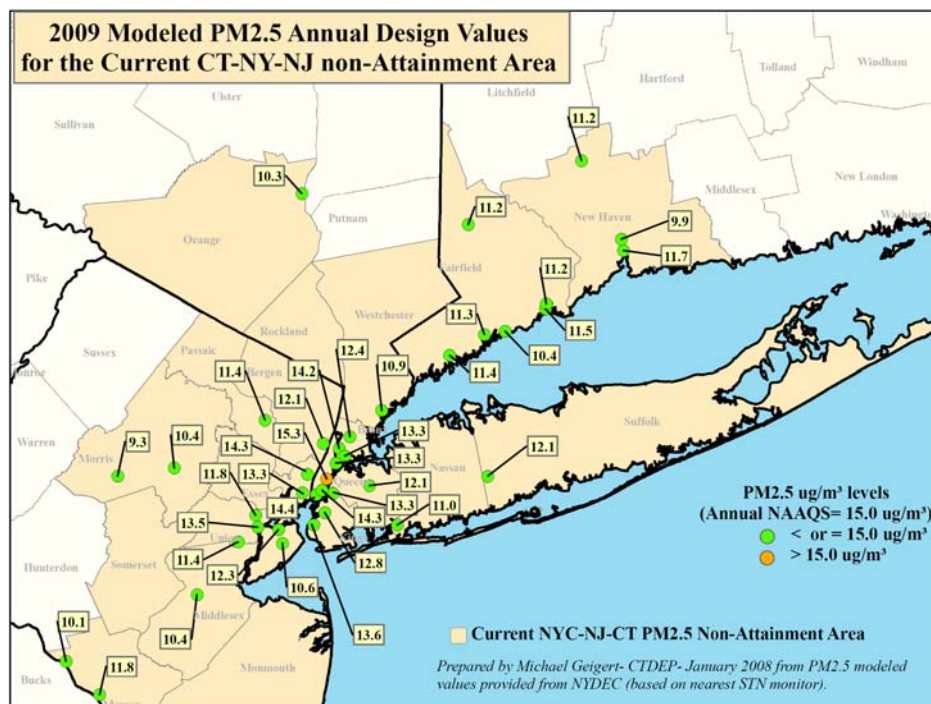 2009 Modeled PM2.5 Annual Design Values
for the Current CT-NY-NJ non-Attainment Area
Windham
Tolland
Hartford
Litchfield
Ulster
Sullivan
11.2
10.3
Middlesex
New London
Putnam
11.2
New Haven
9.9
Washington
Orange
11.7
Pike
Fairfield
11.2
Westchester
11.3
Rockland
11.5
12.4
10.4
Sussex
Passaic
11.4
Bergen
14.2
10.9
11.4
12.1
Suffolk
Warren
15.3
13.3
9.3
10.4
14.3
13.3
Morris
Nassau
12.1
11.8
13.3
Queens
12.1
PM2.5 ug/m³ levels
Essex
(Annual NAAQS= 15.0 ug/m³)
14.4
13.3
11.0
13.5
14.3
< or = 15.0 ug/m³
Union
11.4
> 15.0 ug/m³
Hunterdon
Somerset
12.8
12.3
10.6
Middlesex
10.1
10.4
13.6
Current NYC-NJ-CT PM2.5 Non-Attainment Area
Monmouth
11.8
Bucks
Prepared by Michael Geigert- CTDEP- January 2008 from PM2.5 modeled
values provided from NYDEC (based on nearest STN monitor).